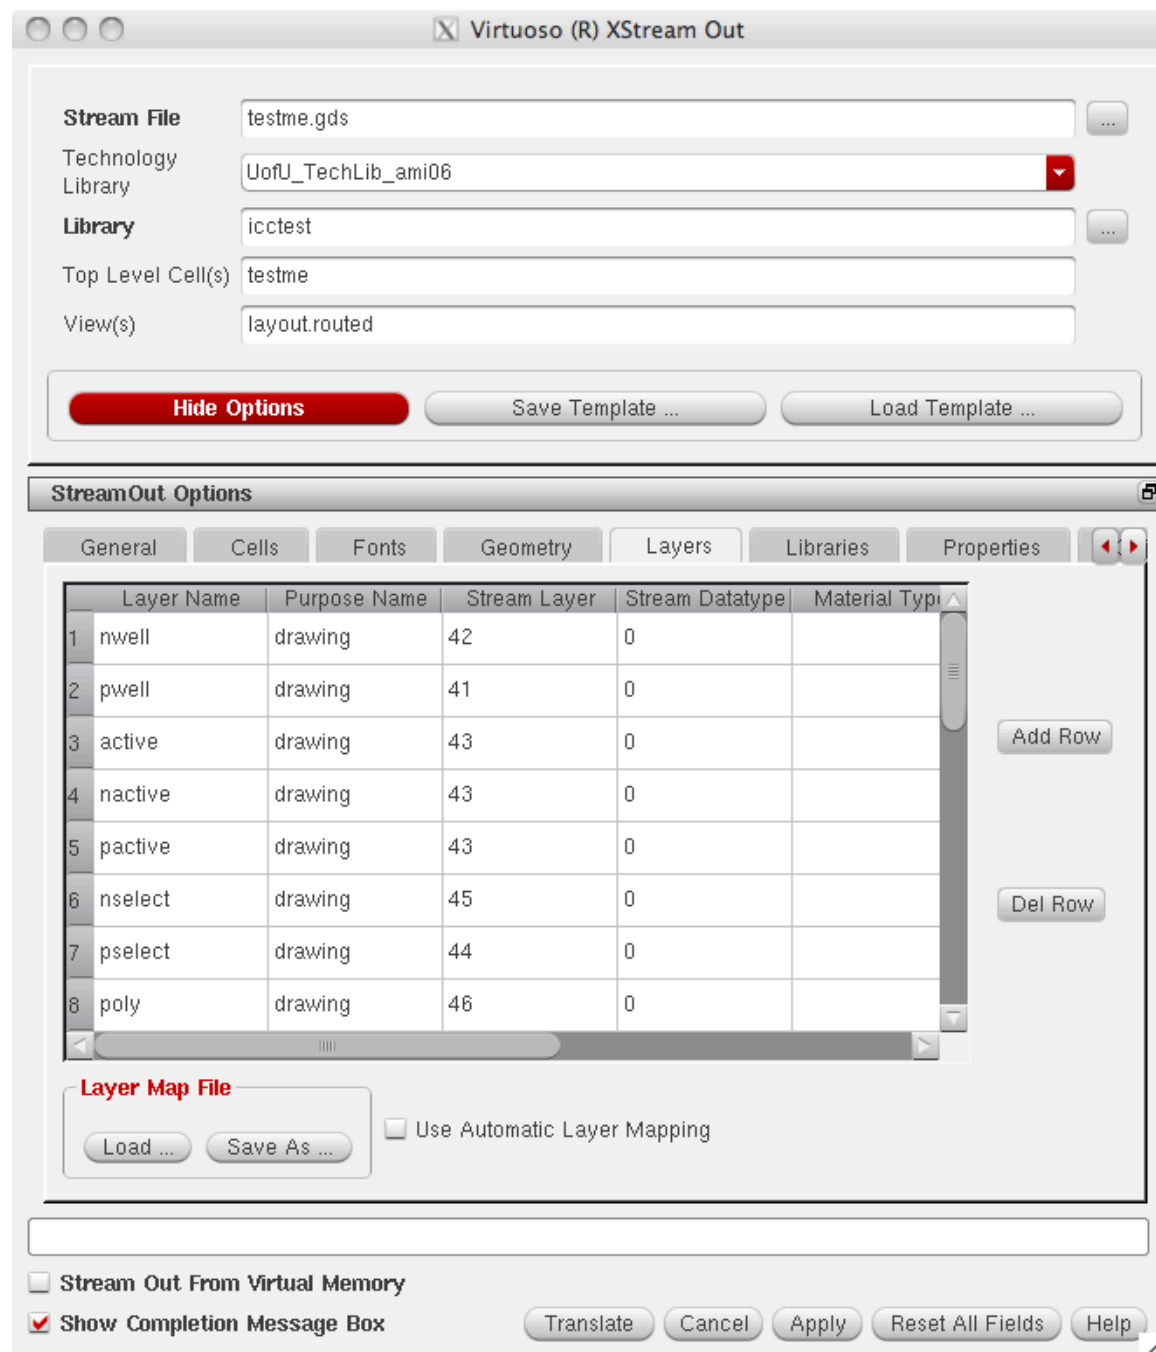 Virtuoso (R) XStream Out
Stream File testme.gds ...
Technology Library UofU_TechLib_ami06
Library icctest ...
Top Level Cell(s) testme
View(s) layout.routed
Hide Options Save Template ... Load Template ...
StreamOut Options
General Cells Fonts Geometry Layers Libraries Properties
Layer Name Purpose Name Stream Layer Stream Datatype Material Typ
1 nwell drawing 42 0
2 pwell drawing 41 0
3 active drawing 43 0
4 nactive drawing 43 0
5 pactive drawing 43 0
6 nselect drawing 45 0
7 pselect drawing 44 0
8 poly drawing 46 0
Add Row
Del Row
Layer Map File
Load ... Save As ... Use Automatic Layer Mapping
Stream Out From Virtual Memory
Show Completion Message Box Translate Cancel Apply Reset All Fields Help